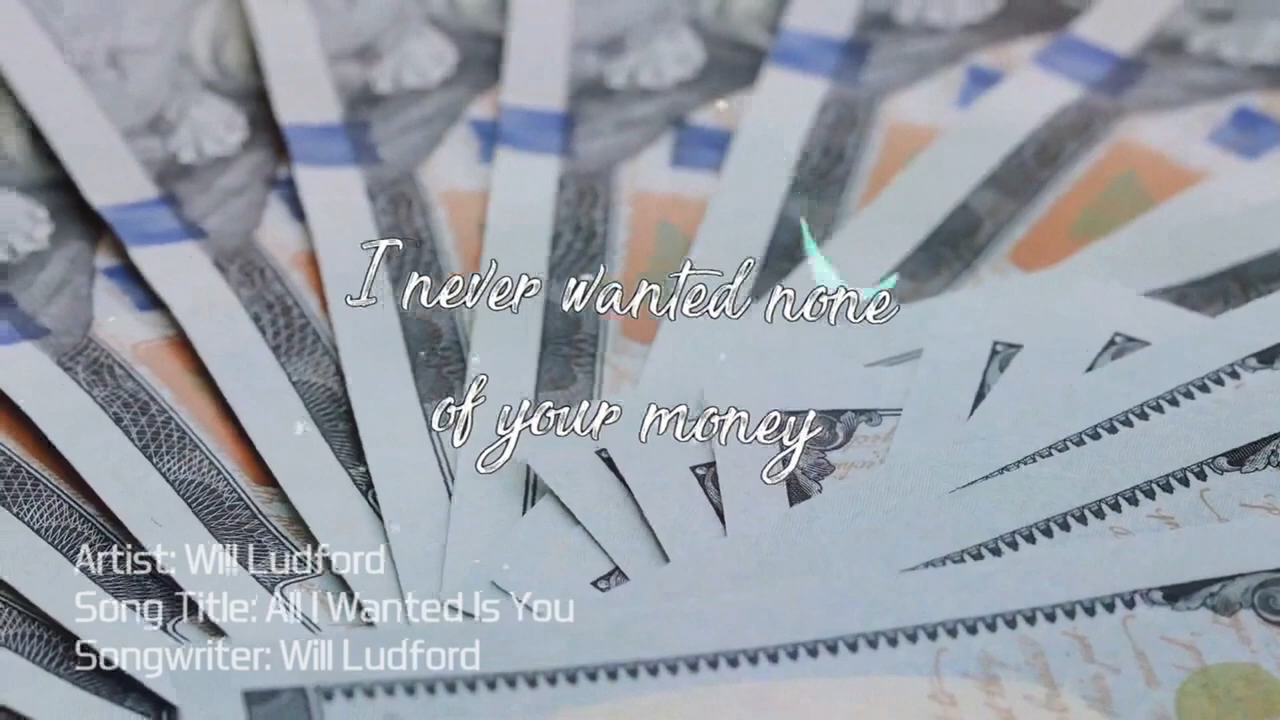 I never wanted none
of your money
Artist: Will Ludford
Song Title: All I Wanted Is You
Songwriter: Will Ludford